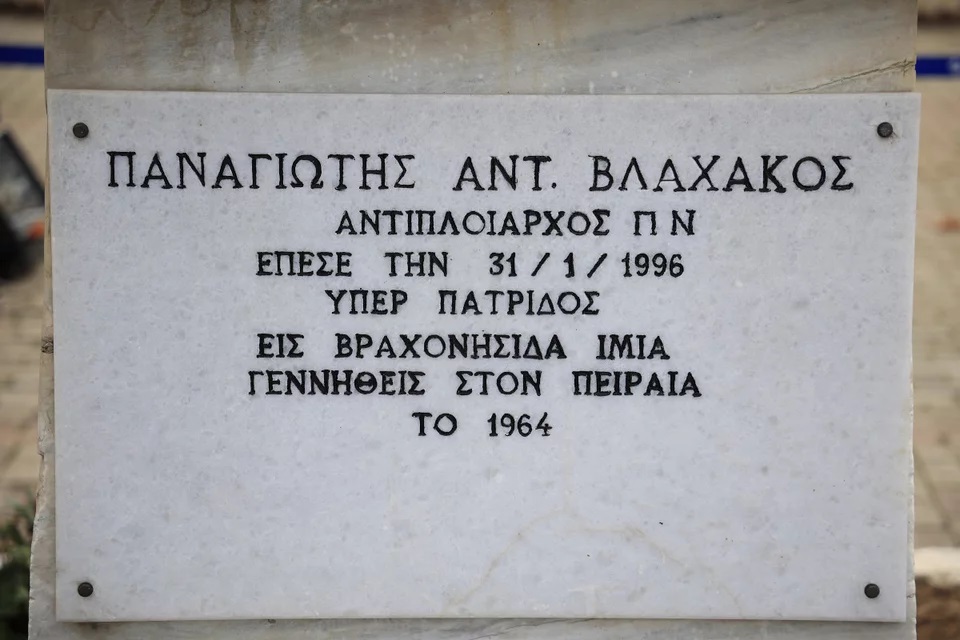 ΠΑΝΑΓΙΩΤΗΣ ΑΝΤ. ΒΛΑΧΑΚΟΣ
ΑΝΤΙΠΛΟΙΑΡΧΟΣ Π Ν
ΕΠΕΣΕ ΤΗΝ 31 / 1 / 1996
ΥΠΕΡ ΠΑΤΡΙΔΟΣ
ΕΙΣ ΒΡΑΧΟΝΗΣΙΔΑ ΙΜΙΑ
ΓΕΝΝΗΘΕΙΣ ΣΤΟΝ ΠΕΙΡΑΙΑ
ΤΟ 1964